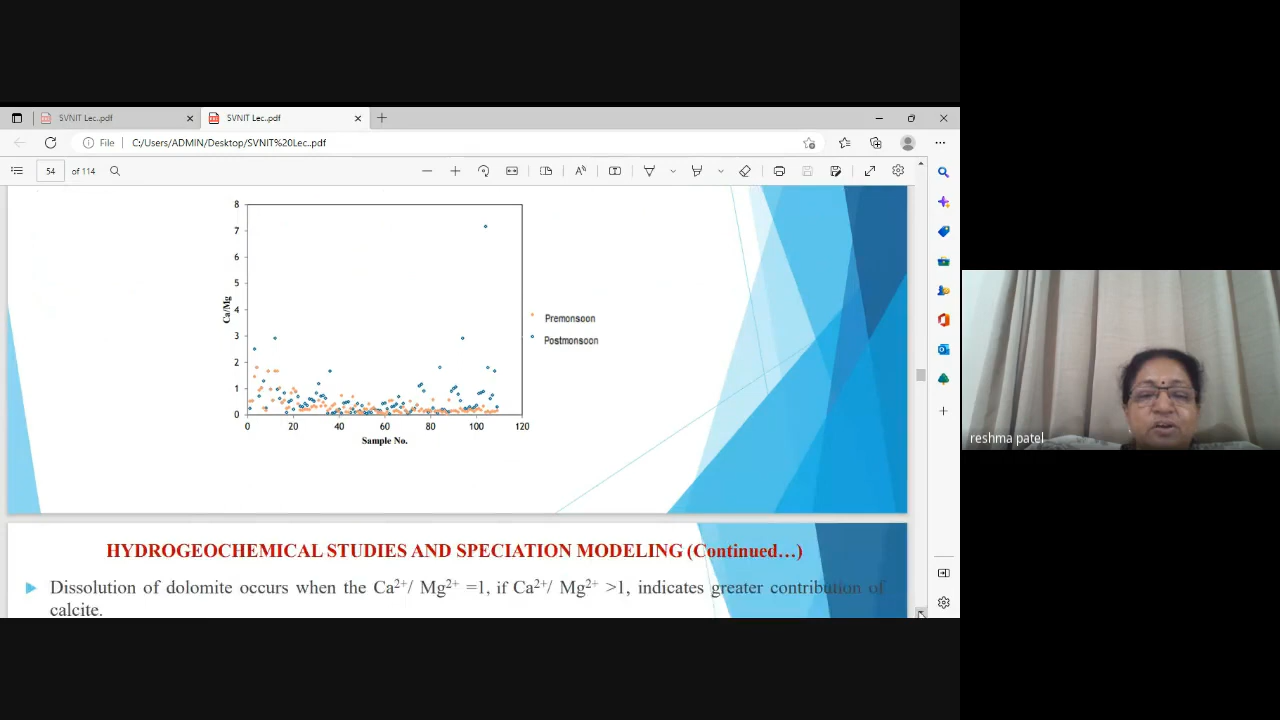 SVNIT Lec..pdf
SVNIT Lec..pdf
File
C:/Users/ADMIN/Desktop/SVNIT%20Lec..pdf
54 of 114
8
7
6
5
4
3
2
1
0
Ca/Mg
0 20 40 60 80 100 120
Sample No.
Premonsoon
Postmonsoon
HYDROGEOCHEMICAL STUDIES AND SPECIATION MODELING (Continued…)
Dissolution of dolomite occurs when the Ca²⁺/ Mg²⁺ =1, if Ca²⁺/ Mg²⁺ >1, indicates greater contribution of
calcite.
reshma patel